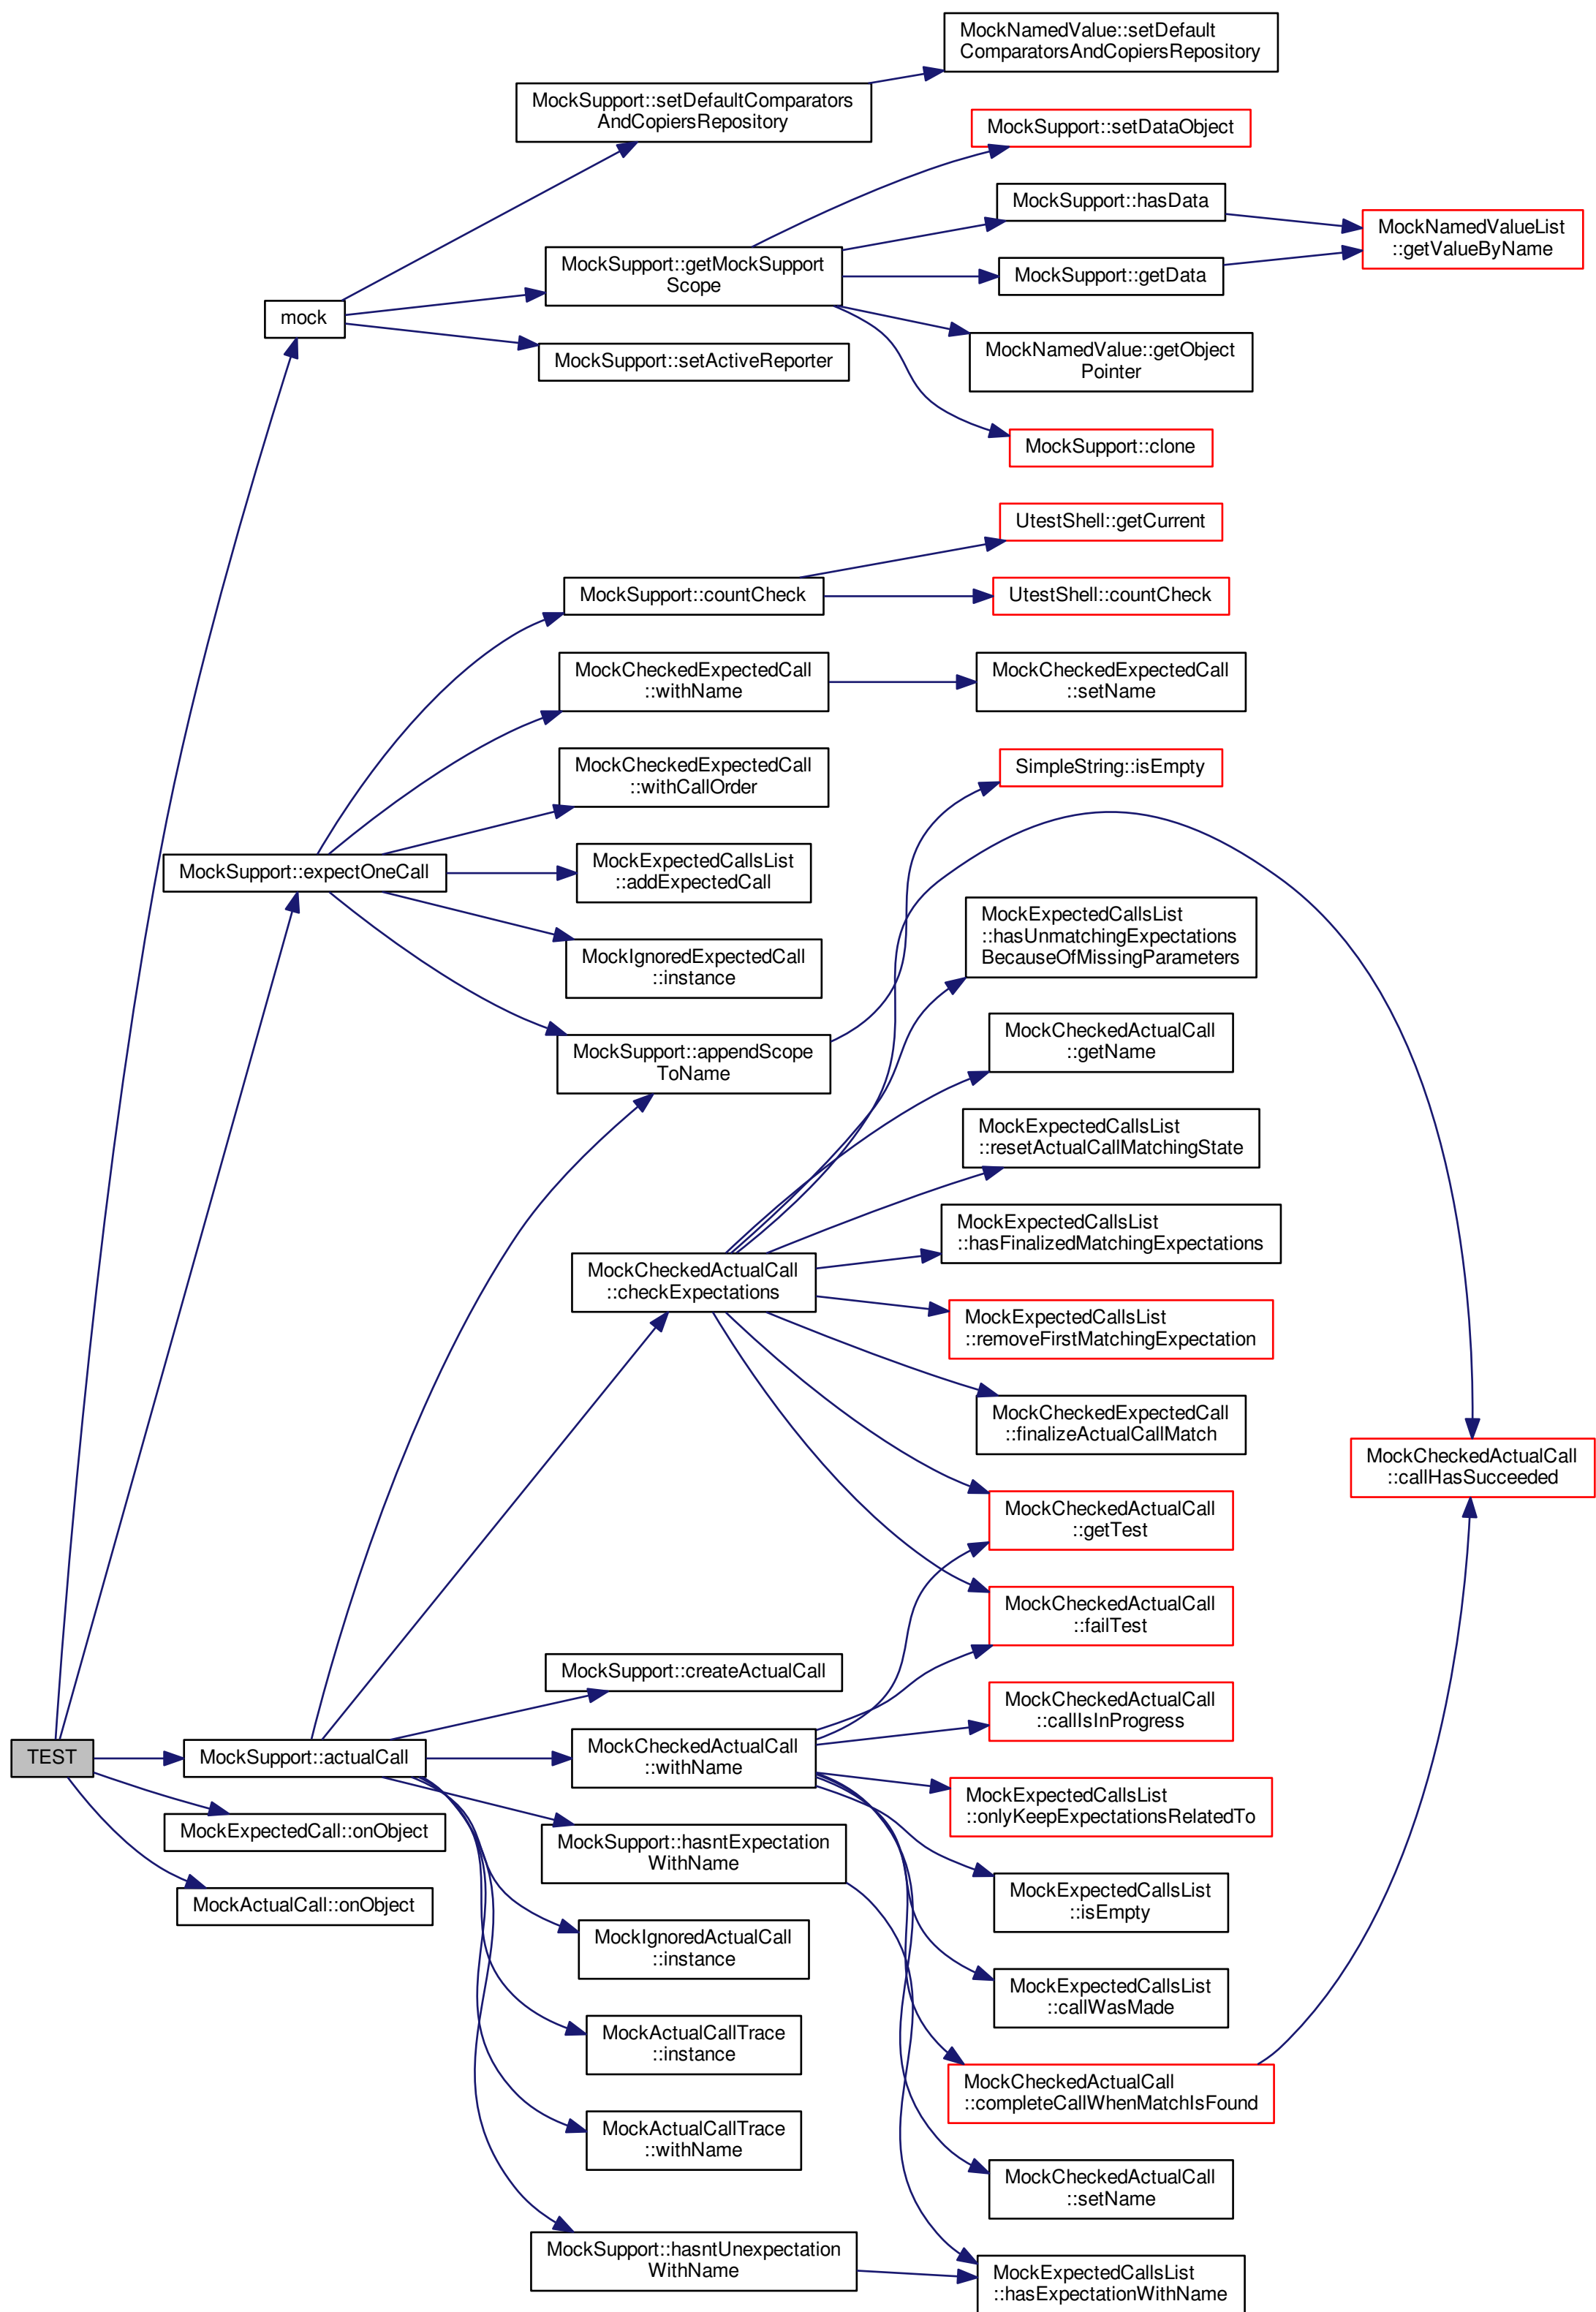 MockNamedValue::setDefault
ComparatorsAndCopiersRepository
MockSupport::setDefaultComparators
AndCopiersRepository
MockSupport::setDataObject
MockSupport::hasData
MockNamedValueList
::getValueByName
MockSupport::getMockSupport
Scope
MockSupport::getData
mock
MockNamedValue::getObject
Pointer
MockSupport::setActiveReporter
MockSupport::clone
UtestShell::getCurrent
MockSupport::countCheck
UtestShell::countCheck
MockCheckedExpectedCall
::withName
MockCheckedExpectedCall
::setName
MockCheckedExpectedCall
::withCallOrder
SimpleString::isEmpty
MockSupport::expectOneCall
MockExpectedCallsList
::addExpectedCall
MockExpectedCallsList
::hasUnmatchingExpectations
BecauseOfMissingParameters
MockIgnoredExpectedCall
::instance
MockSupport::appendScope
ToName
MockCheckedActualCall
::getName
MockExpectedCallsList
::resetActualCallMatchingState
MockExpectedCallsList
::hasFinalizedMatchingExpectations
MockCheckedActualCall
::checkExpectations
MockExpectedCallsList
::removeFirstMatchingExpectation
MockCheckedExpectedCall
::finalizeActualCallMatch
MockCheckedActualCall
::callHasSucceeded
MockCheckedActualCall
::getTest
MockCheckedActualCall
::failTest
MockSupport::createActualCall
MockCheckedActualCall
::callIsInProgress
TEST
MockSupport::actualCall
MockCheckedActualCall
::withName
MockExpectedCallsList
::onlyKeepExpectationsRelatedTo
MockExpectedCall::onObject
MockSupport::hasntExpectation
WithName
MockExpectedCallsList
::isEmpty
MockActualCall::onObject
MockIgnoredActualCall
::instance
MockExpectedCallsList
::callWasMade
MockActualCallTrace
::instance
MockCheckedActualCall
::completeCallWhenMatchIsFound
MockActualCallTrace
::withName
MockCheckedActualCall
::setName
MockSupport::hasntUnexpectation
WithName
MockExpectedCallsList
::hasExpectationWithName